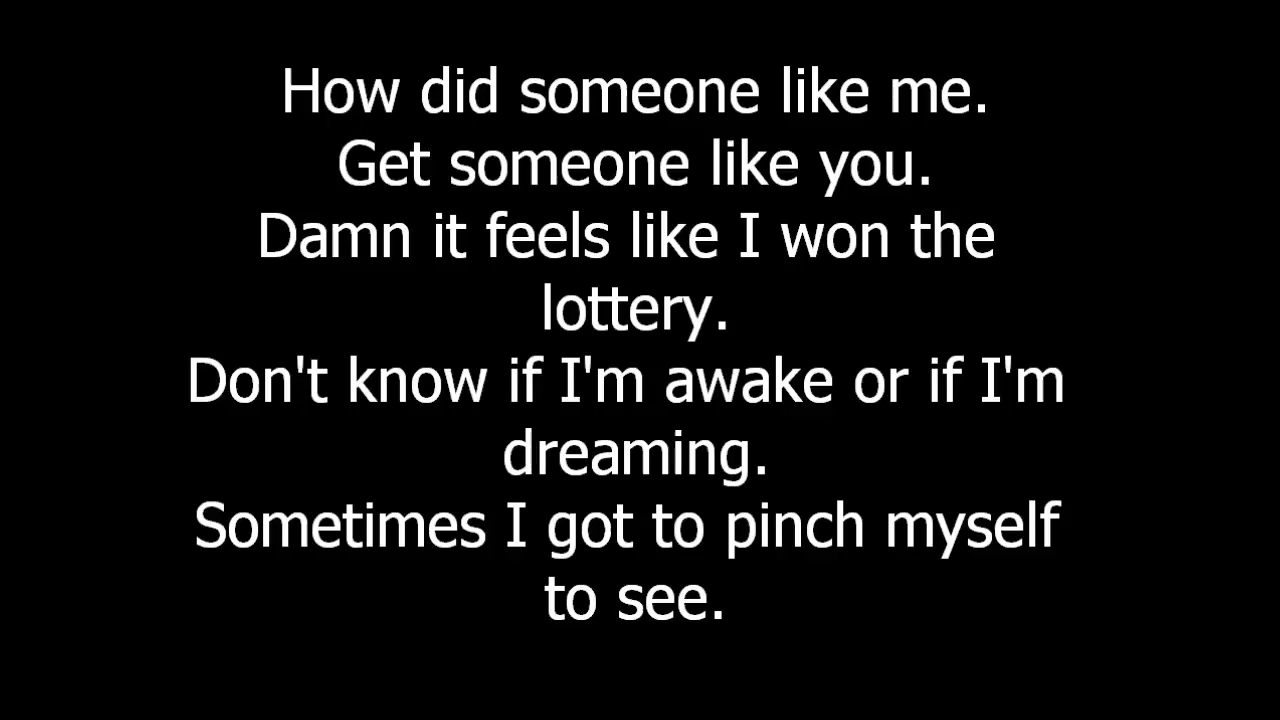 How did someone like me.
Get someone like you.
Damn it feels like I won the
lottery.
Don't know if I'm awake or if I'm
dreaming.
Sometimes I got to pinch myself
to see.